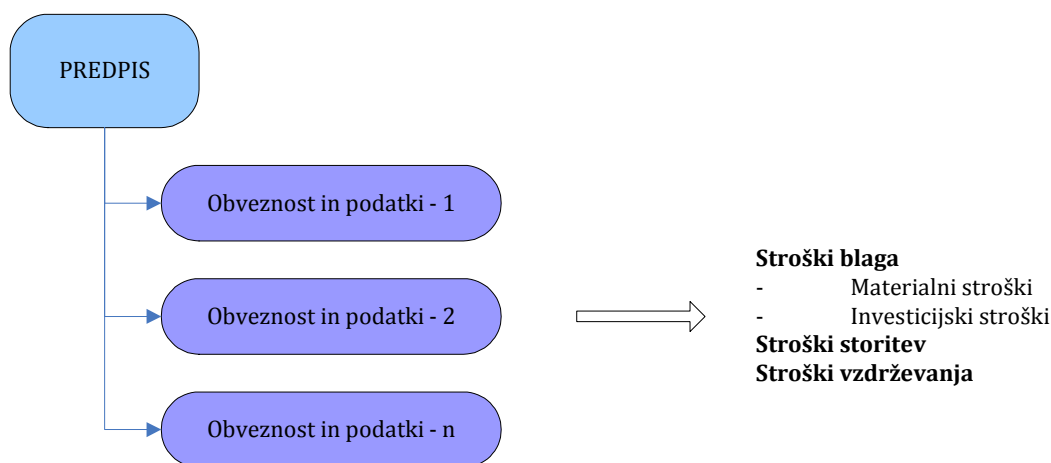 PREDPIS
Obveznost in podatki - 1
Obveznost in podatki - 2
Obveznost in podatki - n
Stroški blaga
- Materialni stroški
- Investicijski stroški
Stroški storitev
Stroški vzdrževanja